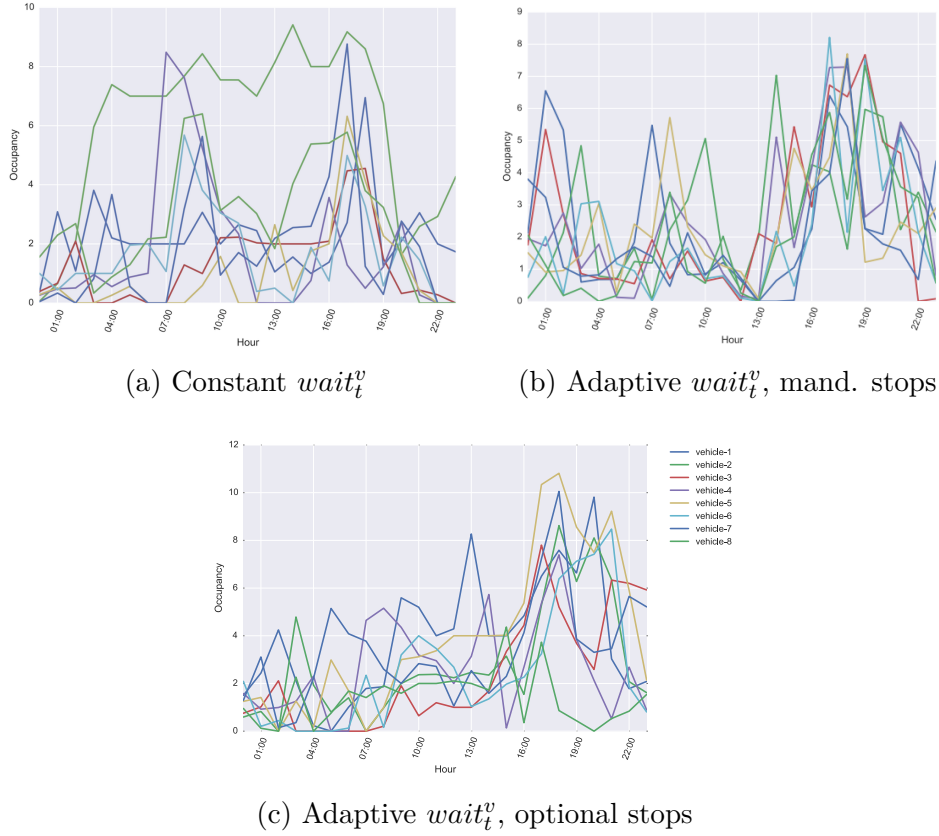 10
8
6
4
2
0
Occupancy
01:00
04:00
07:00
10:00
13:00
16:00
19:00
22:00
Hour
(a) Constant wait_t^v
9
8
7
6
5
4
3
2
1
0
Occupancy
01:00
04:00
07:00
10:00
13:00
16:00
19:00
22:00
Hour
(b) Adaptive wait_t^v, mand. stops
12
10
8
6
4
2
0
Occupancy
01:00
04:00
07:00
10:00
13:00
16:00
19:00
22:00
Hour
vehicle-1
vehicle-2
vehicle-3
vehicle-4
vehicle-5
vehicle-6
vehicle-7
vehicle-8
(c) Adaptive wait_t^v, optional stops